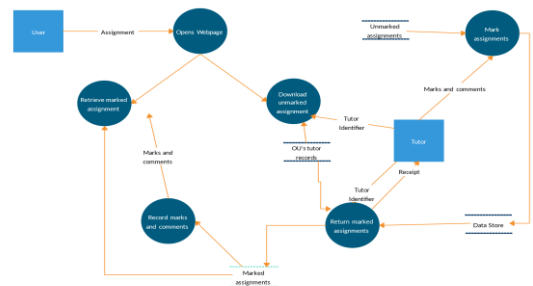 User
Assignment
Opens Webpage
Unmarked
assignments
Mark
assignments
Retrieve marked
assignment
Download
unmarked
assignment
Marks and comments
Tutor
Identifier
Tutor
OU's tutor
records
Marks and
comments
Receipt
Tutor
Identifier
Record marks
and comments
Return marked
assignments
Data Store
Marked
assignments